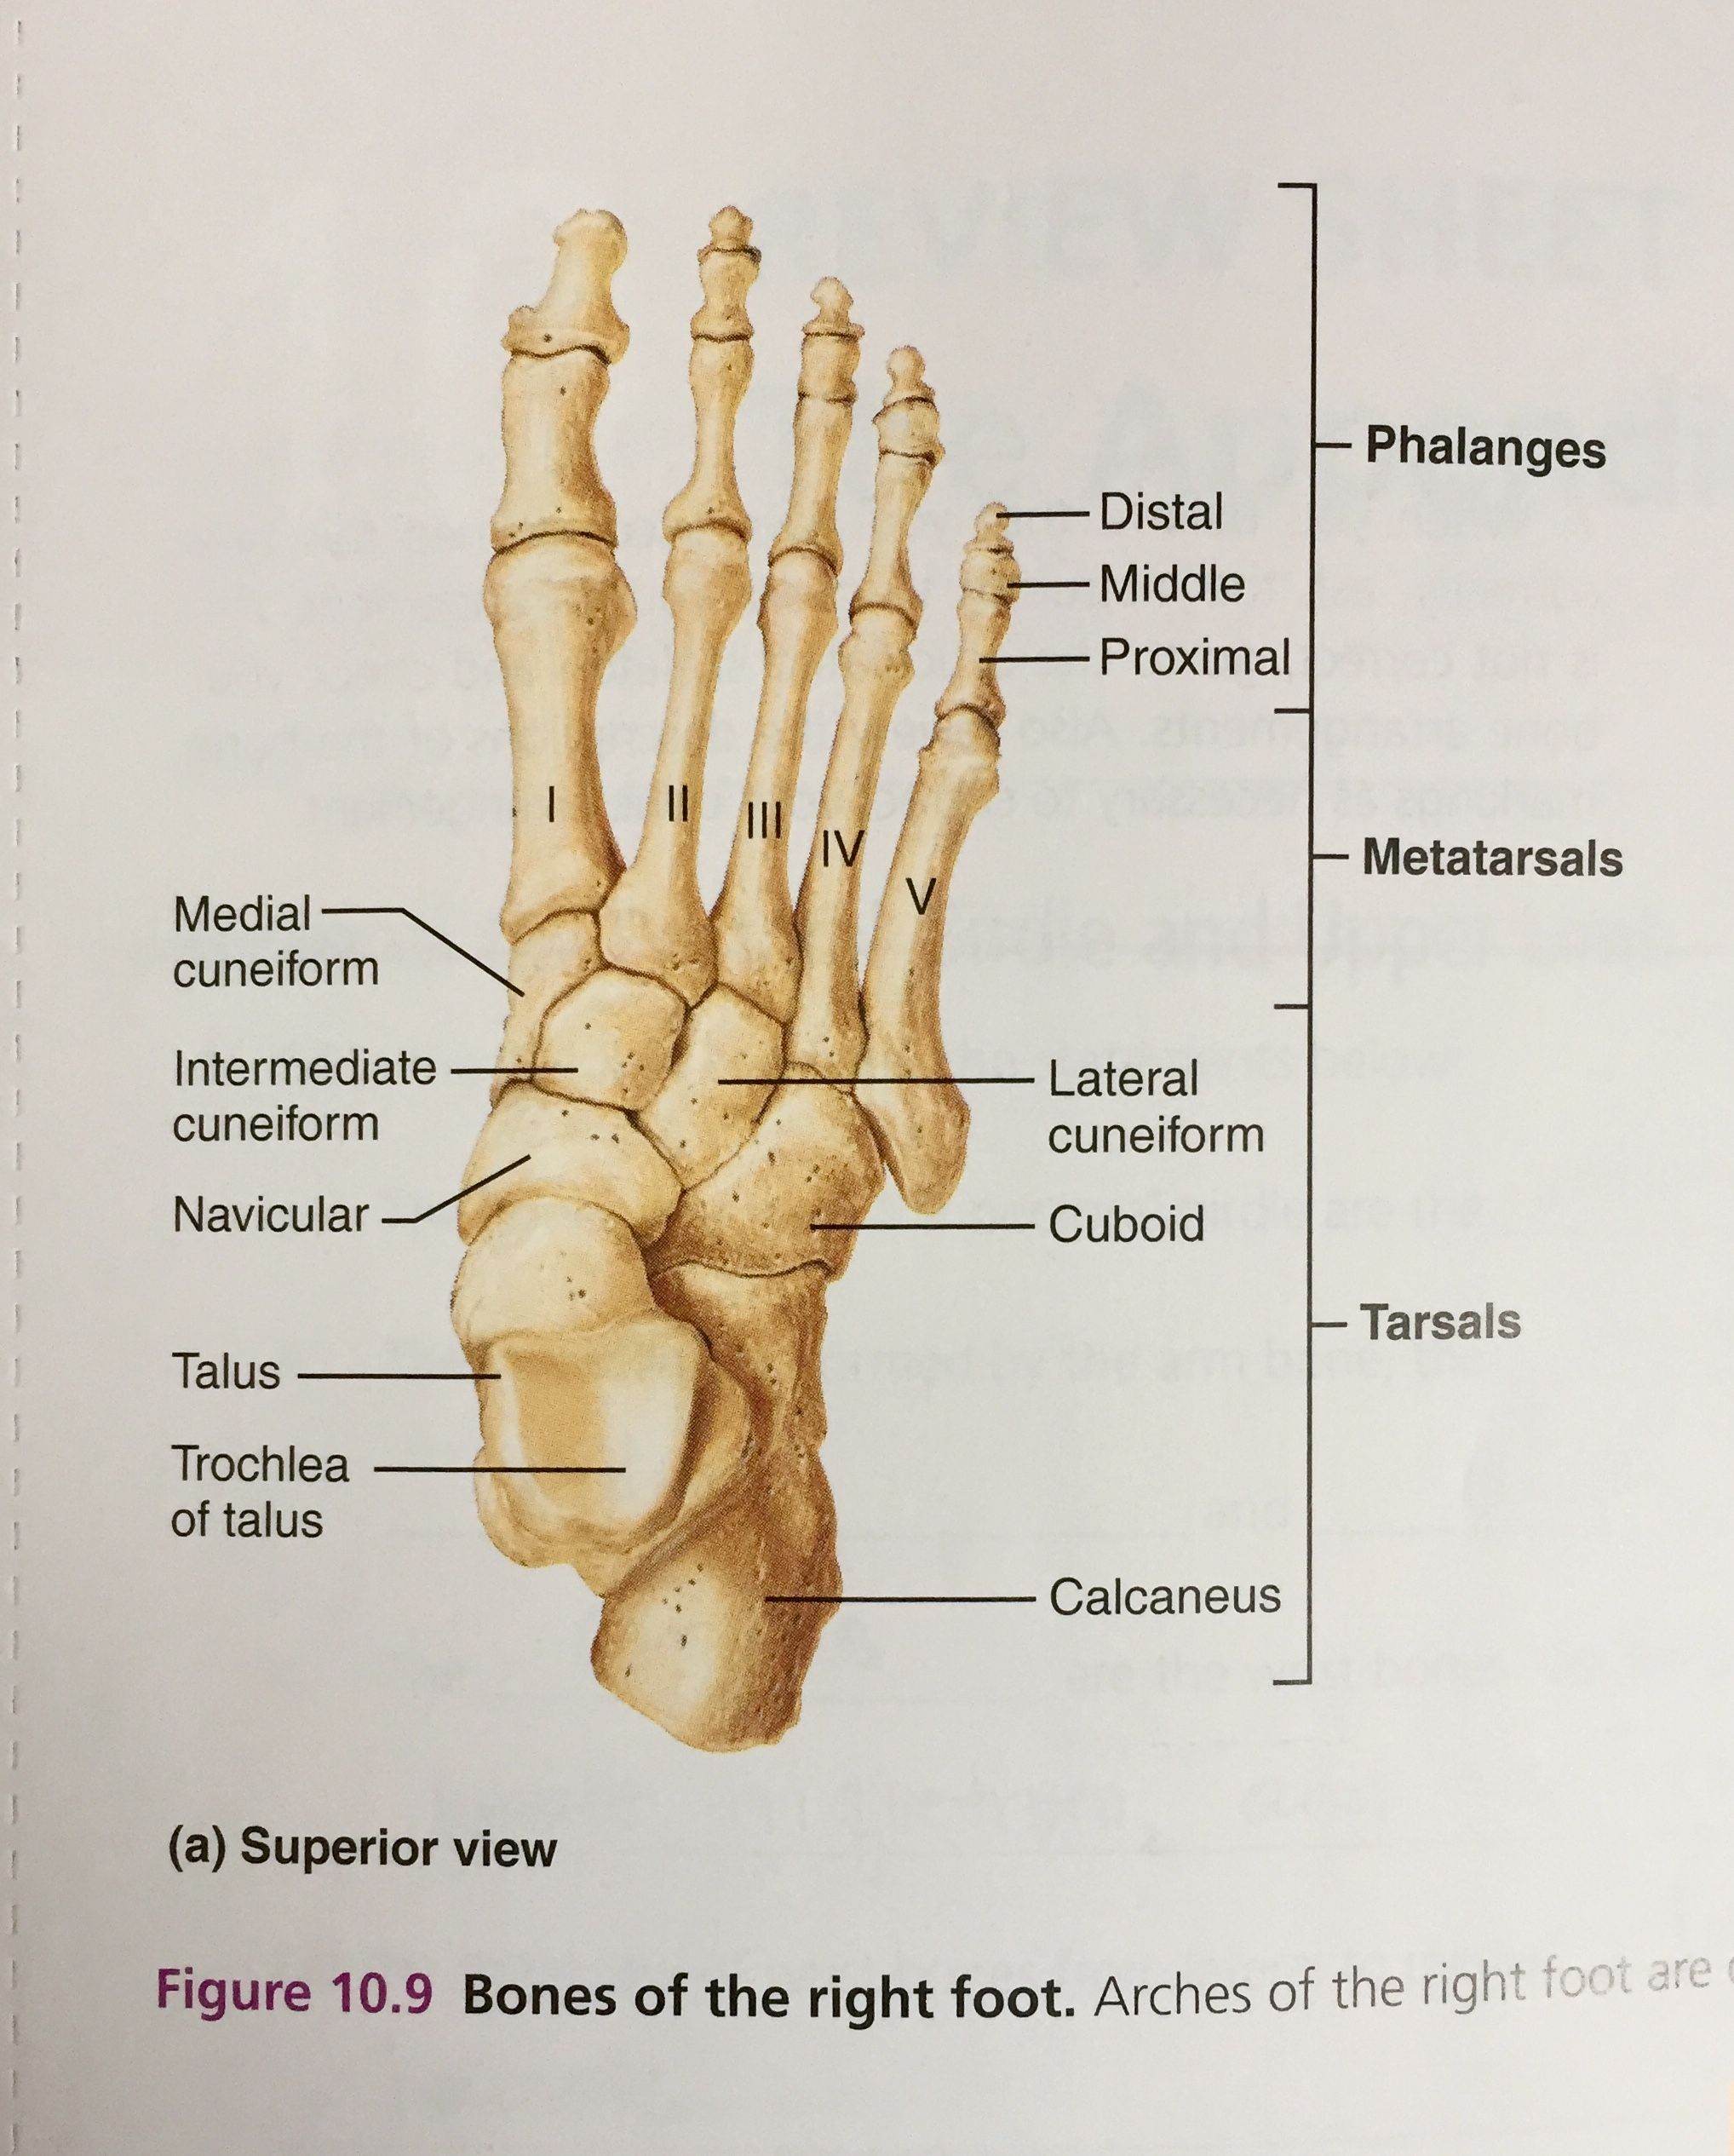 Phalanges
Distal
Middle
Proximal
I
II
III
IV
V
Metatarsals
Medial
cuneiform
Intermediate
cuneiform
Navicular
Lateral
cuneiform
Cuboid
Tarsals
Talus
Trochlea
of talus
Calcaneus
(a) Superior view
Figure 10.9 Bones of the right foot. Arches of the right foot are